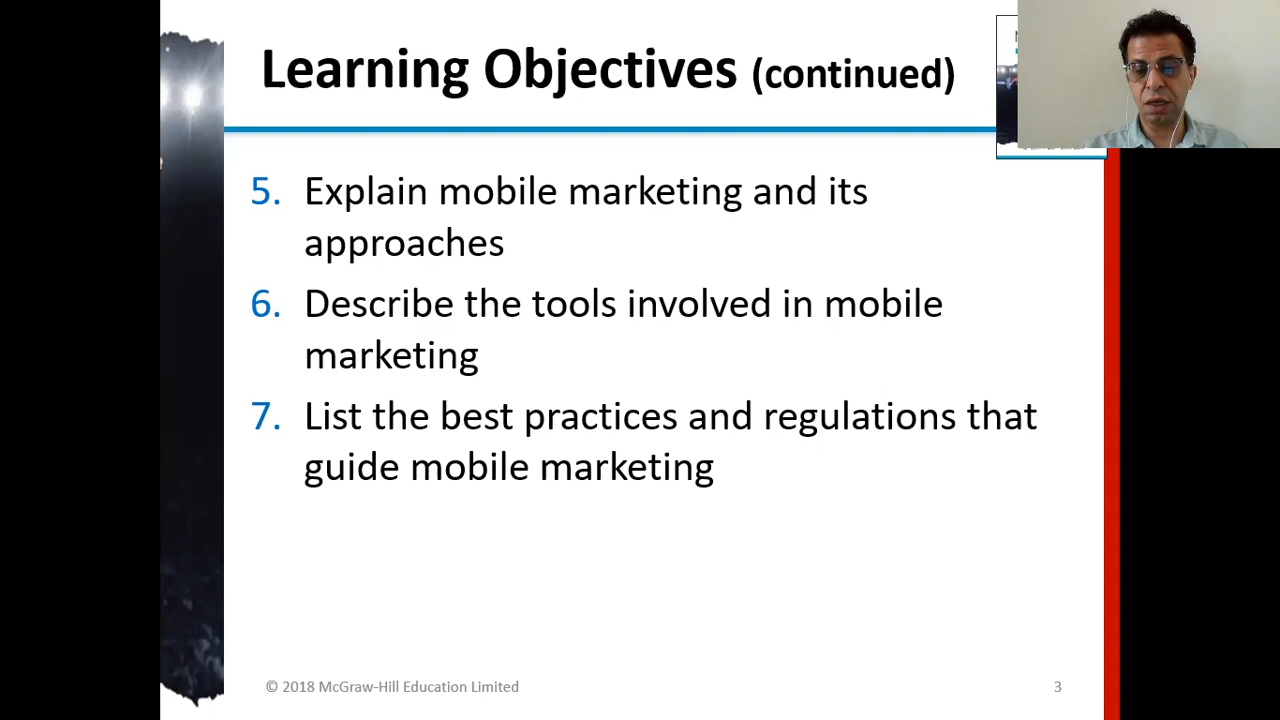 Learning Objectives (continued)
5. Explain mobile marketing and its
approaches
6. Describe the tools involved in mobile
marketing
7. List the best practices and regulations that
guide mobile marketing
© 2018 McGraw-Hill Education Limited
3